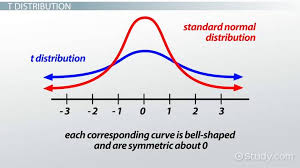 T DISTRIBUTION
standard normal
distribution
t distribution
-3 -2 -1 0 1 2 3
each corresponding curve is bell-shaped
and are symmetric about 0
Study.com